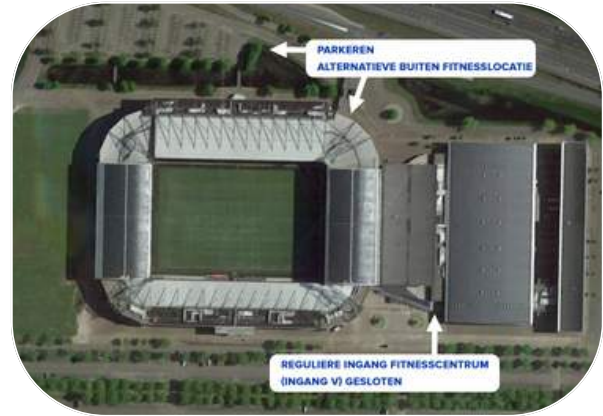 PARKEREN
ALTERNATIEVE BUITEN FITNESSLOCATIE
REGULIERE INGANG FITNESSCENTRUM
(INGANG V) GESLOTEN